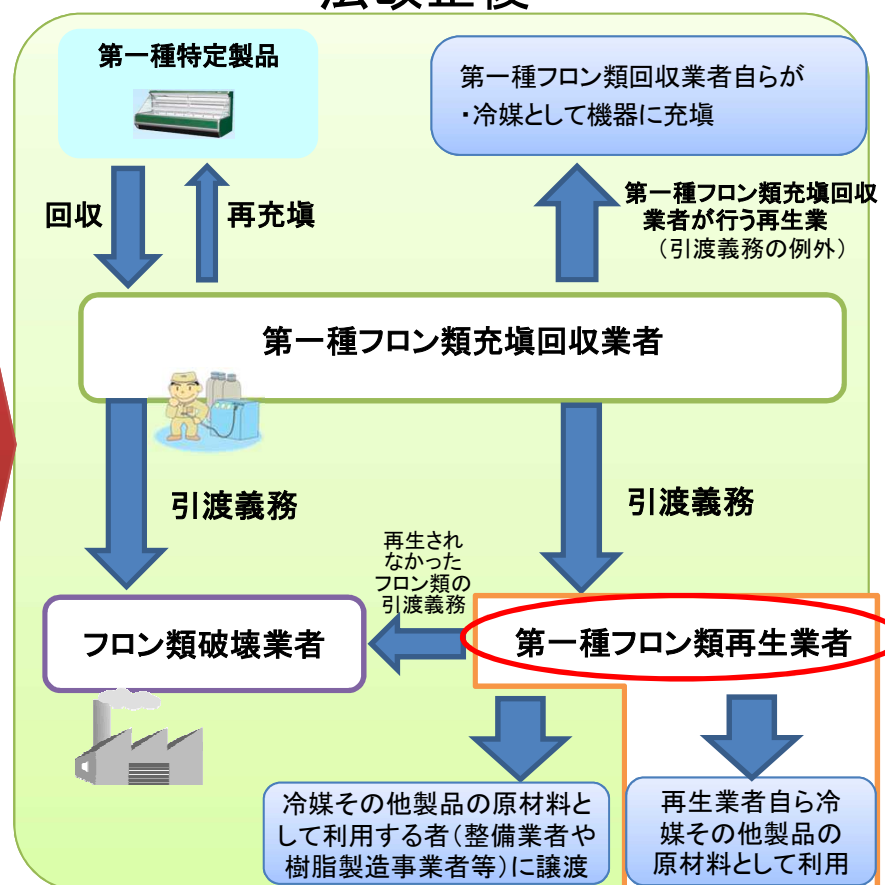 法改正後
第一種特定製品
第一種フロン類回収業者自らが
・冷媒として機器に充塡
回収
再充塡
第一種フロン類充塡回収
業者が行う再生業
（引渡義務の例外）
第一種フロン類充塡回収業者
引渡義務
引渡義務
再生され
なかった
フロン類の
引渡義務
フロン類破壊業者
第一種フロン類再生業者
冷媒その他製品の原材料と
して利用する者（整備業者や
樹脂製造事業者等）に譲渡
再生業者自ら冷
媒その他製品の
原材料として利用